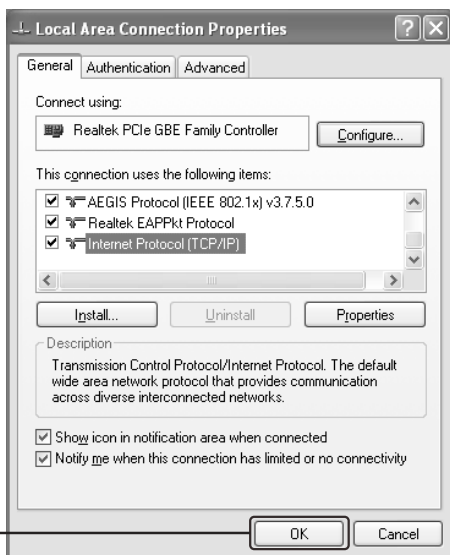 Local Area Connection Properties
General Authentication Advanced
Connect using:
Realtek PCIe GBE Family Controller Configure...
This connection uses the following items:
AEGIS Protocol (IEEE 802.1x) v3.7.5.0
Realtek EAPPkt Protocol
Internet Protocol (TCP/IP)
Install... Uninstall Properties
Description
Transmission Control Protocol/Internet Protocol. The default
wide area network protocol that provides communication
across diverse interconnected networks.
Show icon in notification area when connected
Notify me when this connection has limited or no connectivity
OK Cancel